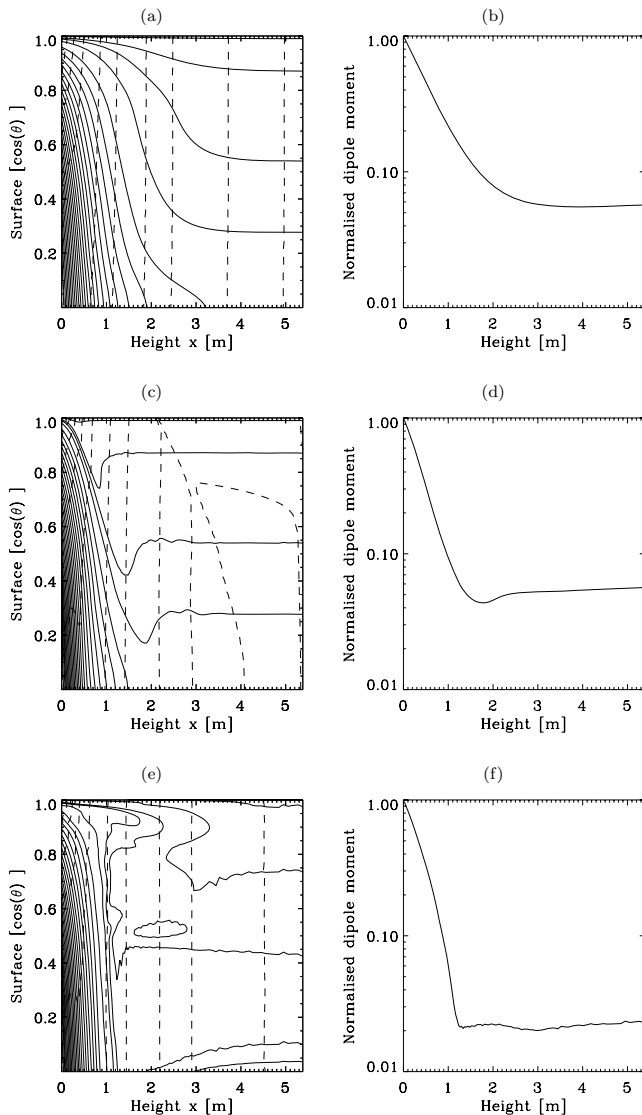 (a)
Surface [cos(θ) ]
1.0
0.8
0.6
0.4
0.2
0 1 2 3 4 5
Height x [m]
(b)
Normalised dipole moment
1.00
0.10
0.01
0 1 2 3 4 5
Height [m]
(c)
Surface [cos(θ) ]
1.0
0.8
0.6
0.4
0.2
0 1 2 3 4 5
Height x [m]
(d)
Normalised dipole moment
1.00
0.10
0.01
0 1 2 3 4 5
Height [m]
(e)
Surface [cos(θ) ]
1.0
0.8
0.6
0.4
0.2
0 1 2 3 4 5
Height x [m]
(f)
Normalised dipole moment
1.00
0.10
0.01
0 1 2 3 4 5
Height [m]